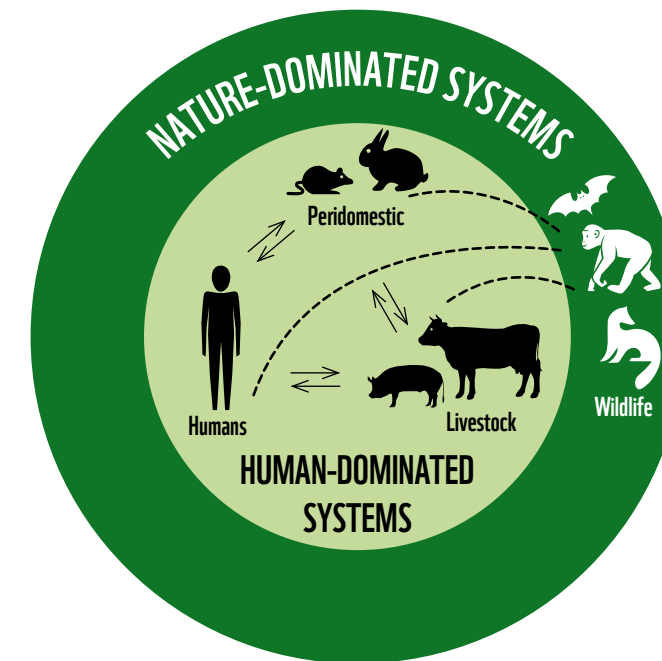 NATURE-DOMINATED SYSTEMS
Peridomestic
Wildlife
Humans
Livestock
HUMAN-DOMINATED
SYSTEMS